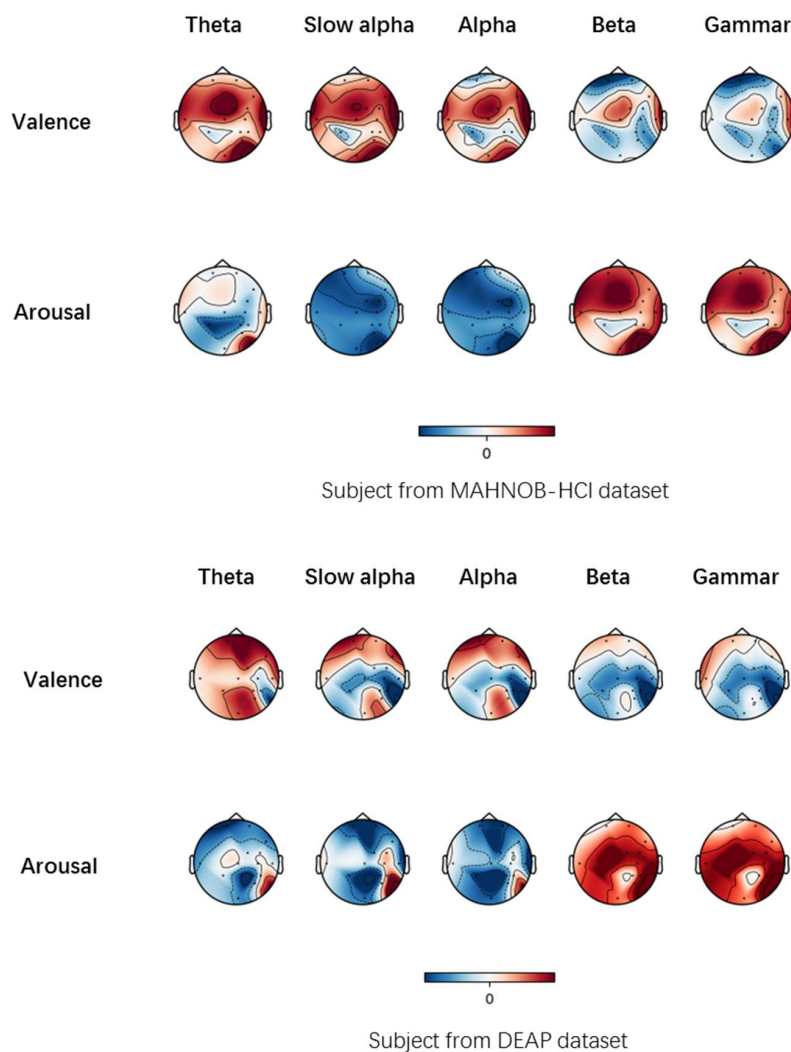 Theta Slow alpha Alpha Beta Gammar
Valence
Arousal
0
Subject from MAHNOB-HCI dataset
Theta Slow alpha Alpha Beta Gammar
Valence
Arousal
0
Subject from DEAP dataset